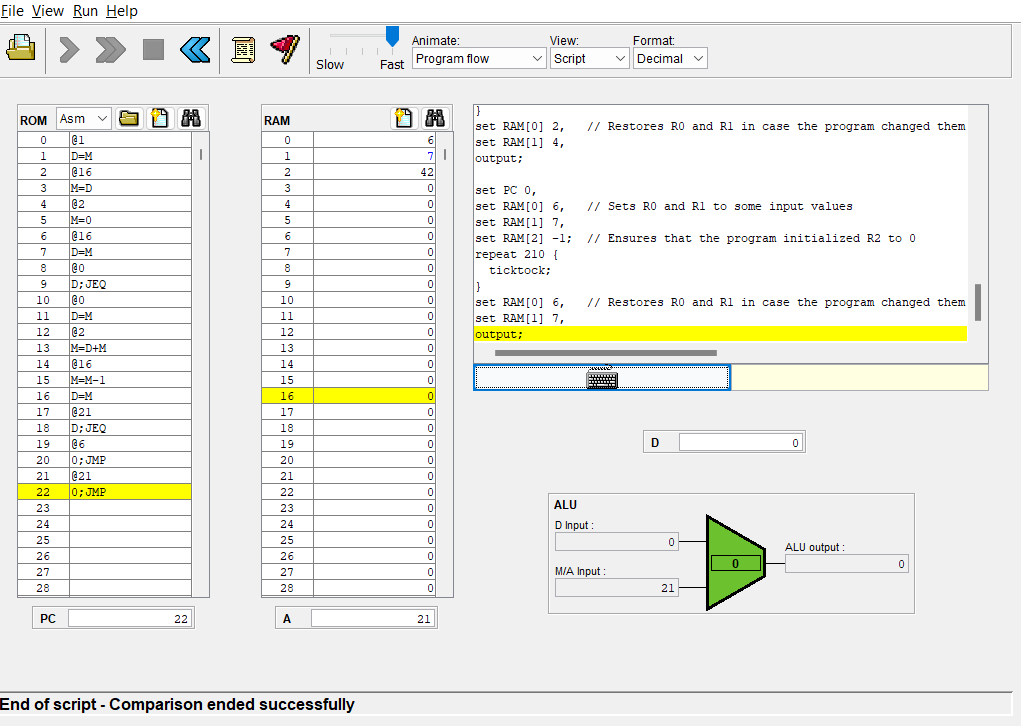 File View Run Help
Slow Fast
Animate:
Program flow
View:
Script
Format:
Decimal
ROM Asm
0 @1
1 D=M
2 @16
3 M=D
4 @2
5 M=0
6 @16
7 D=M
8 @0
9 D;JEQ
10 @0
11 D=M
12 @2
13 M=D+M
14 @16
15 M=M-1
16 D=M
17 @21
18 D;JEQ
19 @6
20 0;JMP
21 @21
22 0;JMP
23
24
25
26
27
28
PC 22
RAM
0 6
1 7
2 42
3 0
4 0
5 0
6 0
7 0
8 0
9 0
10 0
11 0
12 0
13 0
14 0
15 0
16 0
17 0
18 0
19 0
20 0
21 0
22 0
23 0
24 0
25 0
26 0
27 0
28 0
A 21
}
set RAM[0] 2,   // Restores R0 and R1 in case the program changed them
set RAM[1] 4,
output;
set PC 0,
set RAM[0] 6,   // Sets R0 and R1 to some input values
set RAM[1] 7,
set RAM[2] -1;  // Ensures that the program initialized R2 to 0
repeat 210 {
  ticktock;
}
set RAM[0] 6,   // Restores R0 and R1 in case the program changed them
set RAM[1] 7,
output;
D 0
ALU
D Input :
0
M/A Input :
21
0
ALU output :
0
End of script - Comparison ended successfully